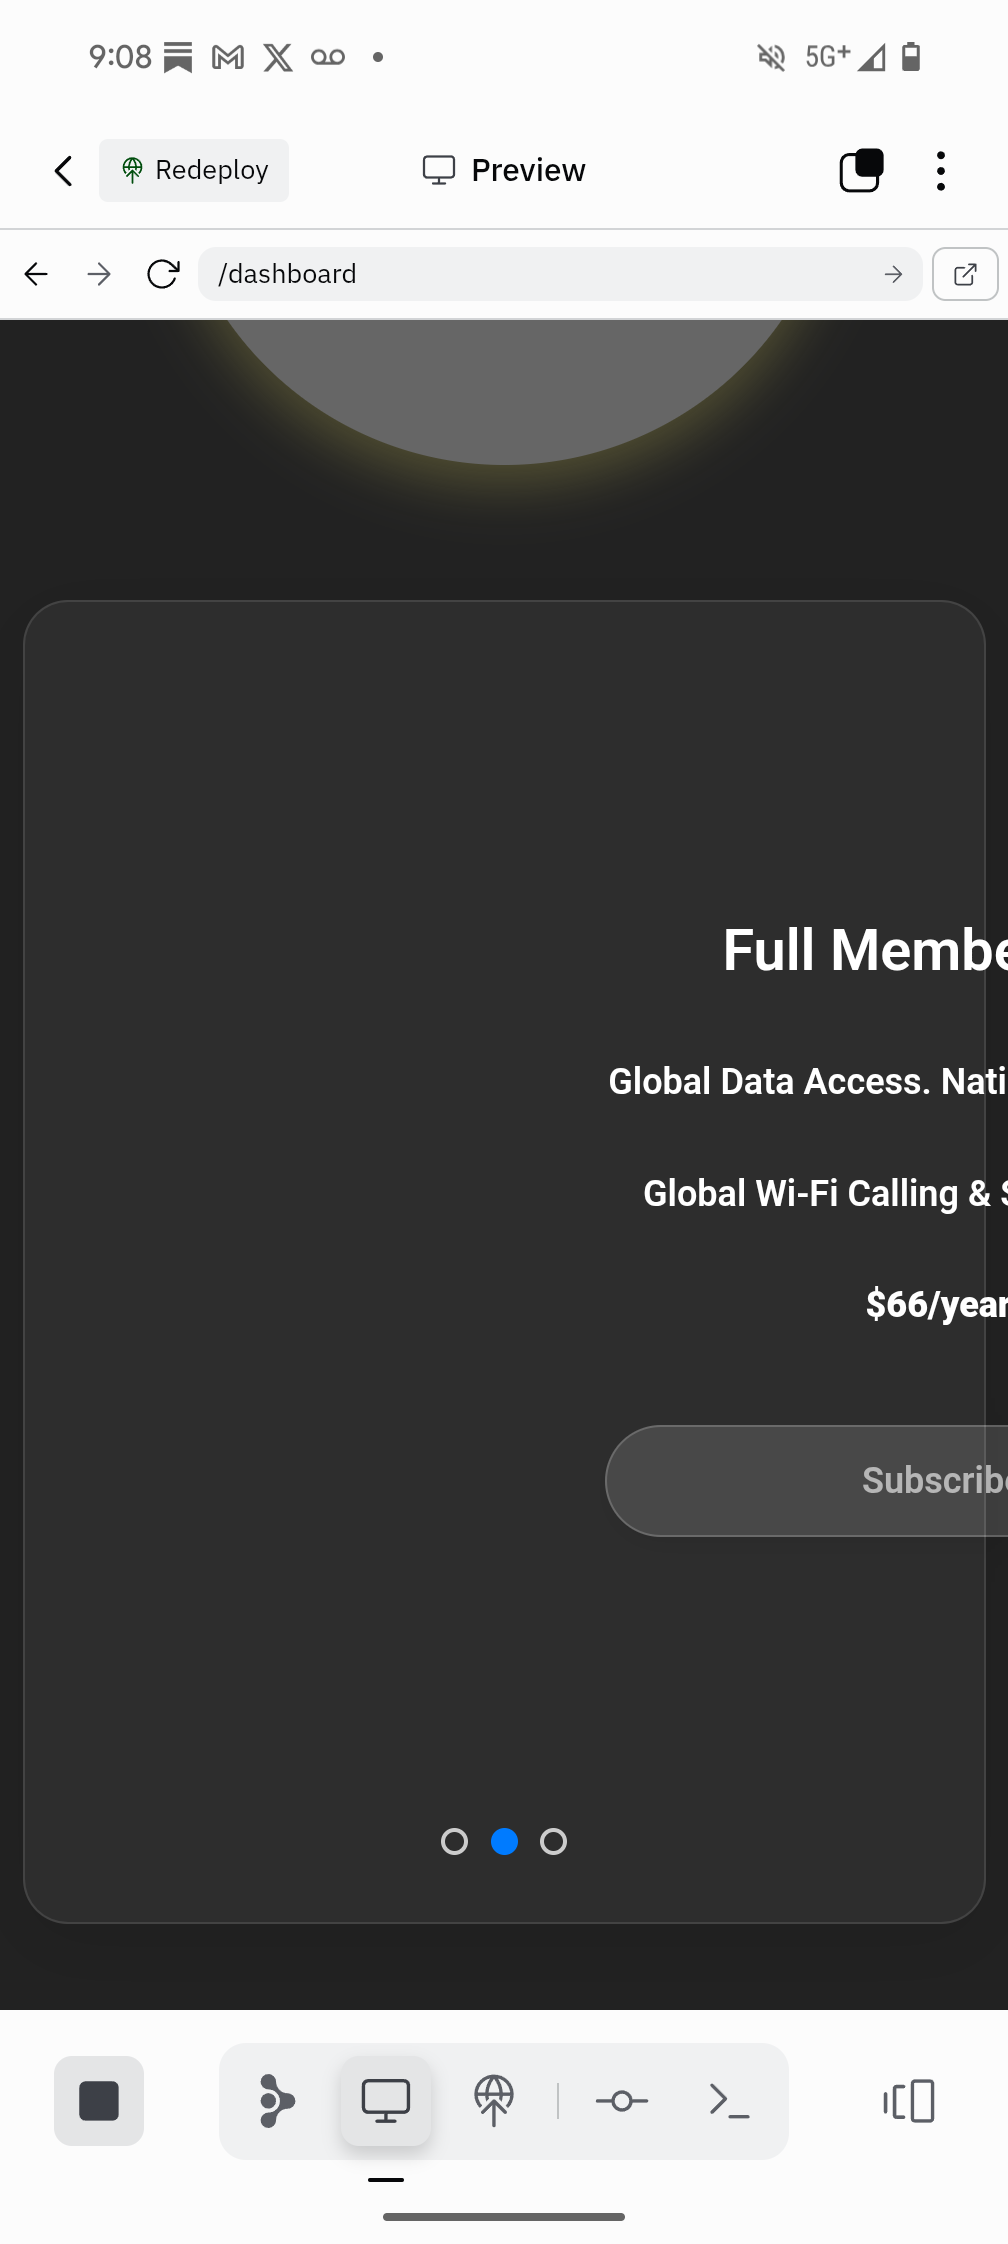 9:08 5G+
Redeploy Preview
/dashboard
Full Membe
Global Data Access. Nati
Global Wi-Fi Calling & S
$66/year
Subscribe